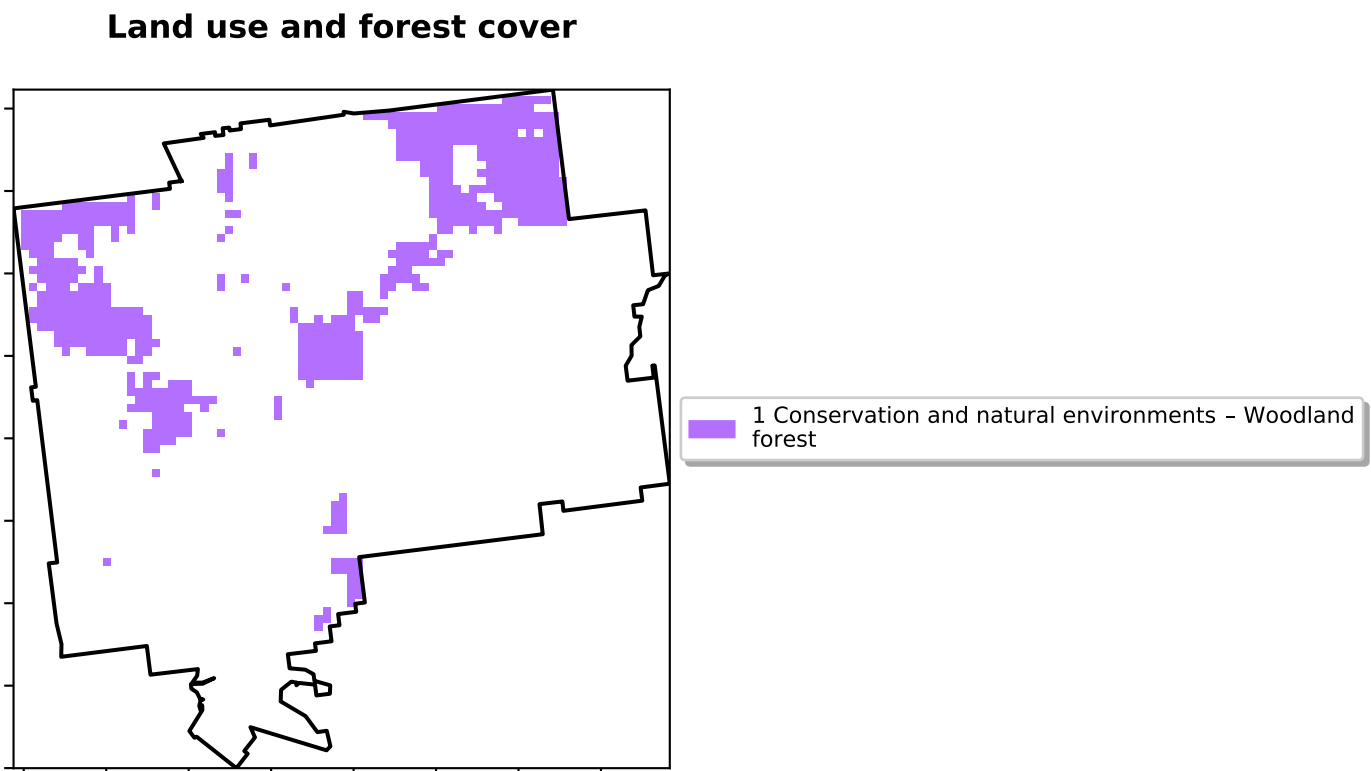 Land use and forest cover
1 Conservation and natural environments – Woodland
forest